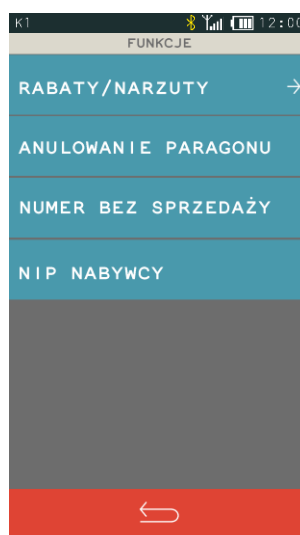 K1 12:00
FUNKCJE
RABATY/NARZUTY
ANULOWANIE PARAGONU
NUMER BEZ SPRZEDAŻY
NIP NABYWCY